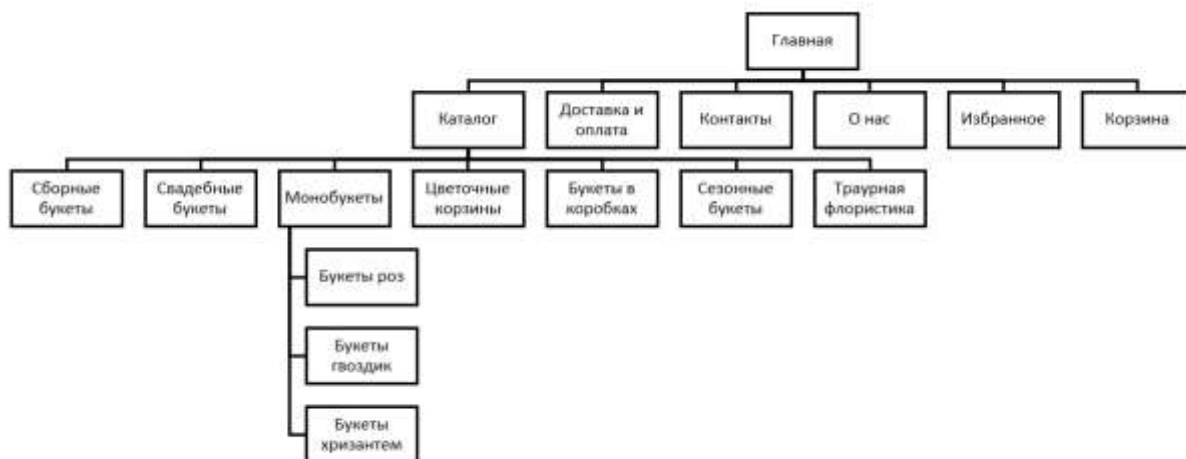 Главная
Каталог
Доставка и
оплата
Контакты
О нас
Избранное
Корзина
Сборные
букеты
Свадебные
букеты
Монобукеты
Цветочные
корзины
Букеты в
коробках
Сезонные
букеты
Траурная
флористика
Букеты роз
Букеты
гвоздик
Букеты
хризантем